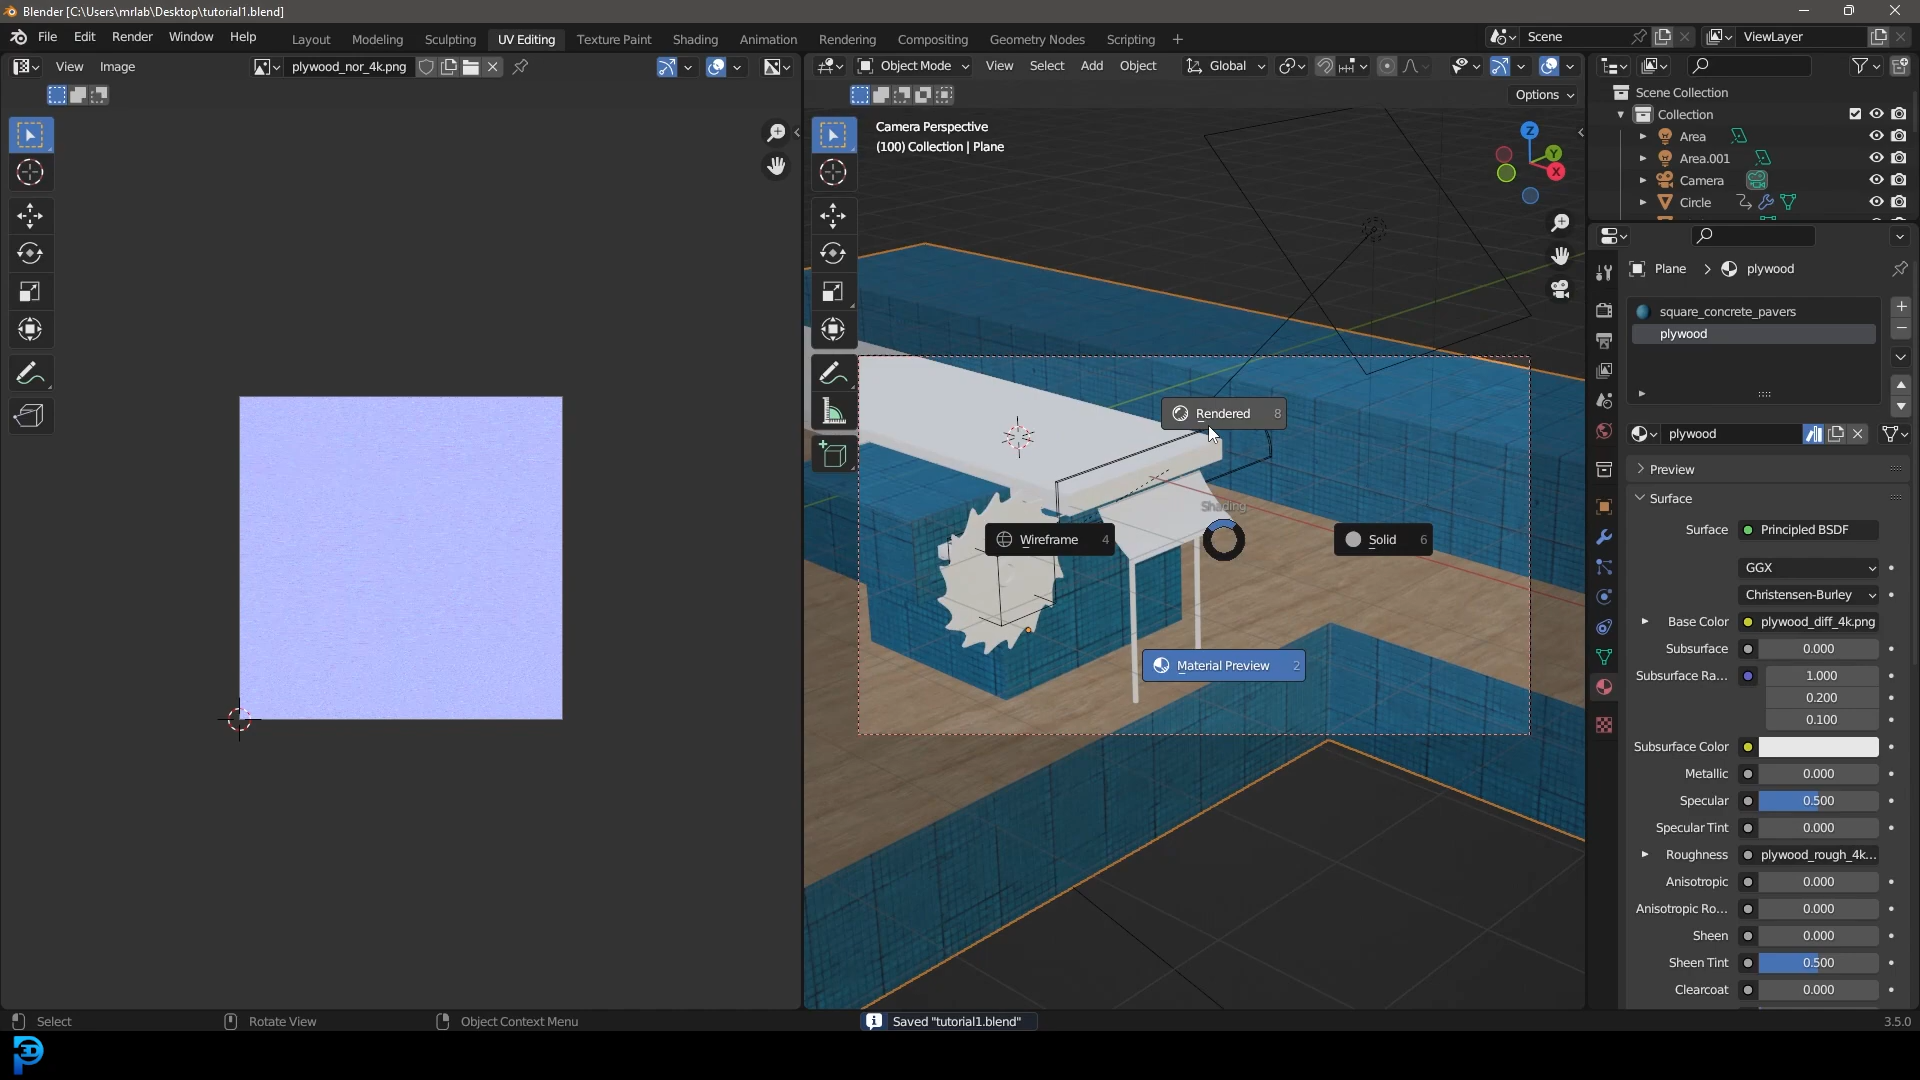 Blender [C:\Users\mrlab\Desktop\tutorial1.blend]
File Edit Render Window Help Layout Modeling Sculpting UV Editing Texture Paint Shading Animation Rendering Compositing Geometry Nodes Scripting + Scene ViewLayer
View Image plywood_nor_4k.png Object Mode View Select Add Object Global
Options
Camera Perspective
(100) Collection | Plane
Z
Y
X
Scene Collection
Collection
Area
Area.001
Camera
Circle
Plane plywood
square_concrete_pavers
plywood
plywood
Preview
Surface
Surface Principled BSDF
GGX
Christensen-Burley
Base Color plywood_diff_4k.png
Subsurface 0.000
Subsurface Ra... 1.000
0.200
0.100
Subsurface Color
Metallic 0.000
Specular 0.500
Specular Tint 0.000
Roughness plywood_rough_4k...
Anisotropic 0.000
Anisotropic Ro... 0.000
Sheen 0.000
Sheen Tint 0.500
Clearcoat 0.000
Rendered 8
Shading
Wireframe 4
Solid 6
Material Preview 2
Select Rotate View Object Context Menu Saved "tutorial1.blend" 3.5.0